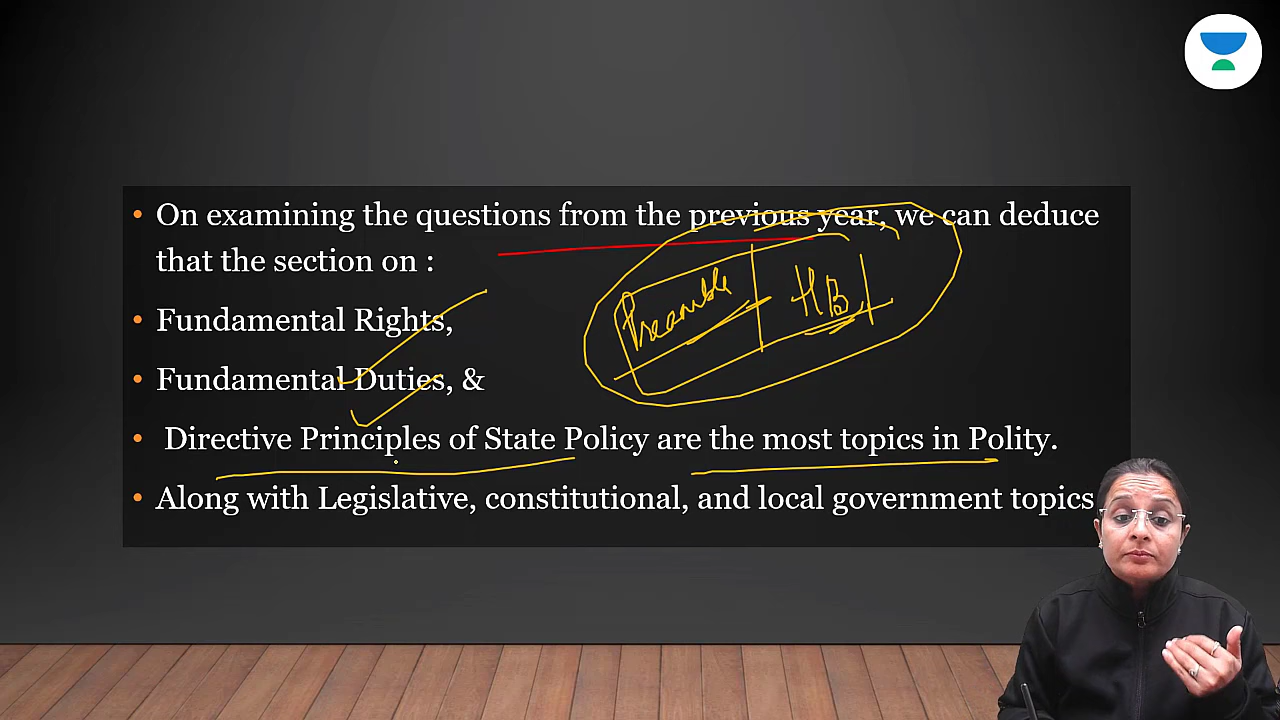 • On examining the questions from the previous year, we can deduce
that the section on :
• Fundamental Rights,
• Fundamental Duties, &
• Directive Principles of State Policy are the most topics in Polity.
• Along with Legislative, constitutional, and local government topics
Preamble HB